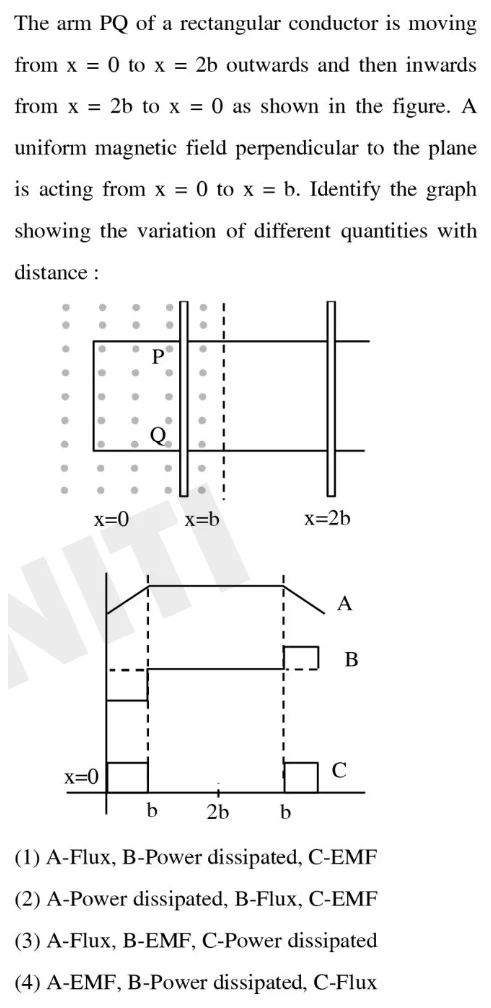 The arm PQ of a rectangular conductor is moving
from x = 0 to x = 2b outwards and then inwards
from x = 2b to x = 0 as shown in the figure. A
uniform magnetic field perpendicular to the plane
is acting from x = 0 to x = b. Identify the graph
showing the variation of different quantities with
distance :
P
Q
x=0 x=b x=2b
A
B
C
x=0
b 2b b
(1) A-Flux, B-Power dissipated, C-EMF
(2) A-Power dissipated, B-Flux, C-EMF
(3) A-Flux, B-EMF, C-Power dissipated
(4) A-EMF, B-Power dissipated, C-Flux
NITI